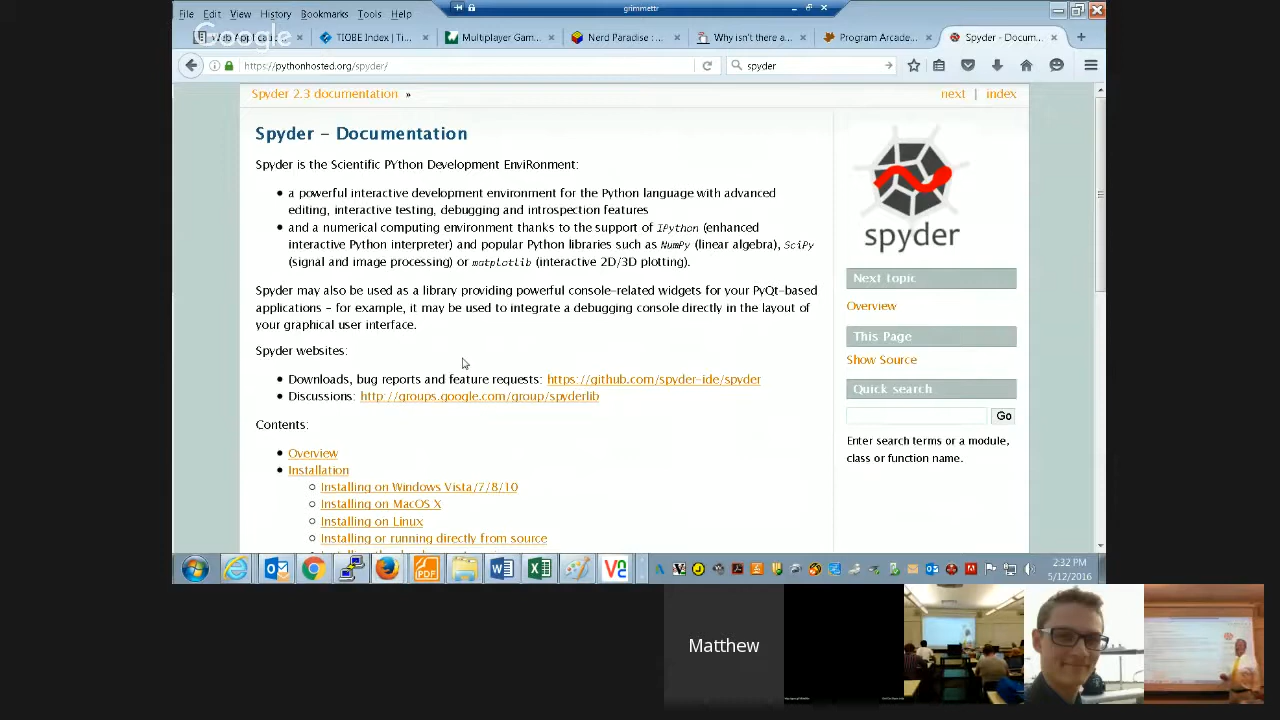 File Edit View History Bookmarks Tools Help
grimmettr
Google
TIOBE Index | Ti...
Multiplayer Gam...
Nerd Paradise : ...
Why isn't there a...
Program Arcade...
Spyder - Docum...
https://pythonhosted.org/spyder/
spyder
Spyder 2.3 documentation »
next | index
Spyder - Documentation
Spyder is the Scientific PYthon Development EnviRonment:
• a powerful interactive development environment for the Python language with advanced
editing, interactive testing, debugging and introspection features
• and a numerical computing environment thanks to the support of IPython (enhanced
interactive Python interpreter) and popular Python libraries such as NumPy (linear algebra), SciPy
(signal and image processing) or matplotlib (interactive 2D/3D plotting).
Spyder may also be used as a library providing powerful console-related widgets for your PyQt-based
applications - for example, it may be used to integrate a debugging console directly in the layout of
your graphical user interface.
Spyder websites:
• Downloads, bug reports and feature requests: https://github.com/spyder-ide/spyder
• Discussions: http://groups.google.com/group/spyderlib
Contents:
• Overview
• Installation
Installing on Windows Vista/7/8/10
Installing on MacOS X
Installing on Linux
Installing or running directly from source
spyder
Next topic
Overview
This Page
Show Source
Quick search
Go
Enter search terms or a module,
class or function name.
PDF
2:32 PM
5/12/2016
Matthew